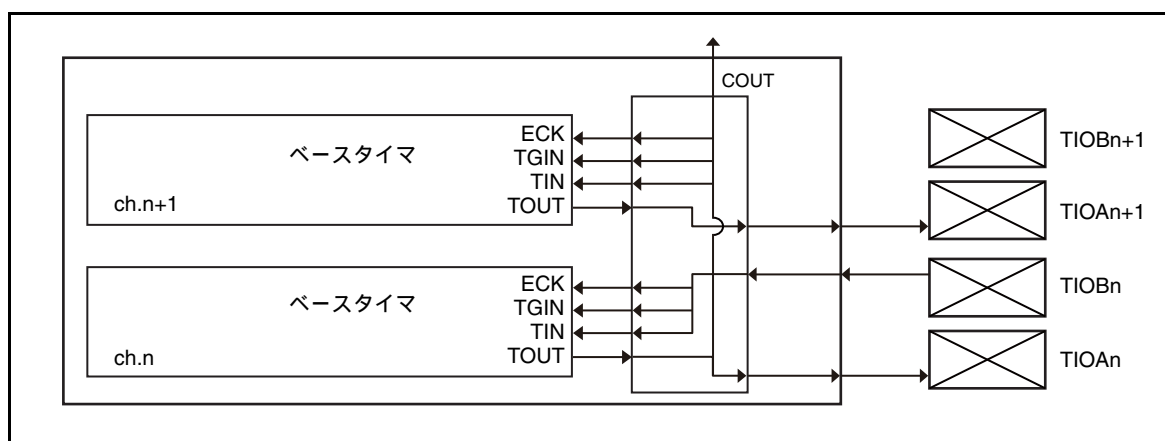 COUT
ECK
TGIN
TIN
TOUT
ベースタイマ
ch.n+1
TIOBn+1
TIOAn+1
ECK
TGIN
TIN
TOUT
ベースタイマ
ch.n
TIOBn
TIOAn